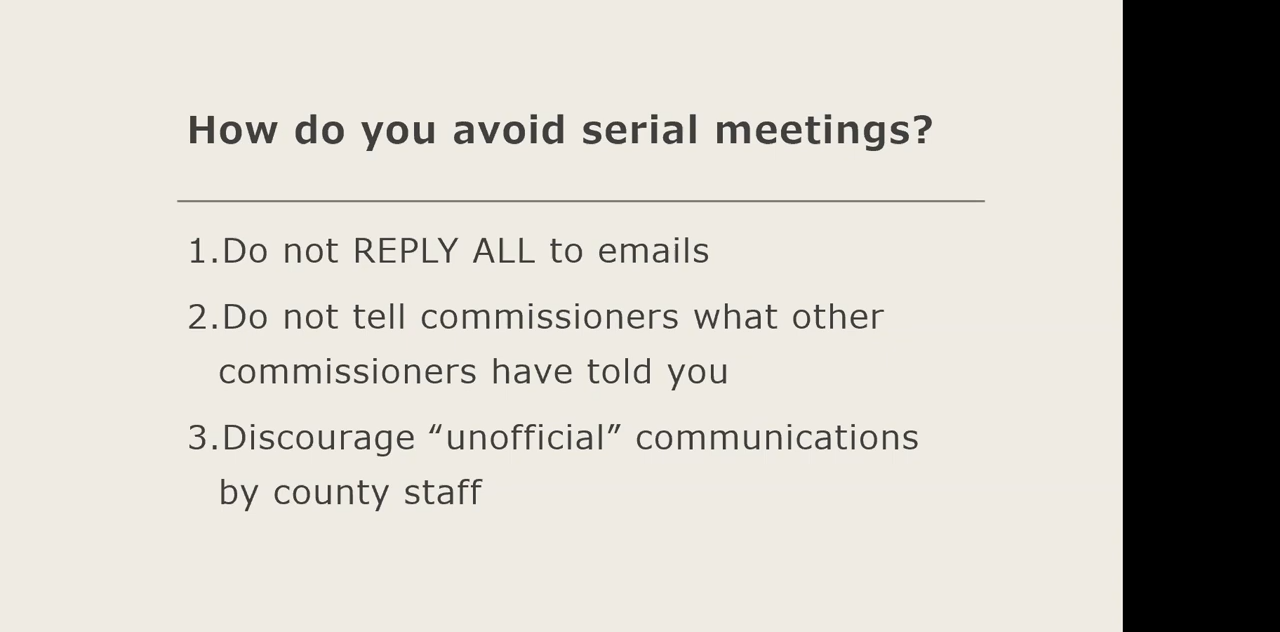 How do you avoid serial meetings?
1.Do not REPLY ALL to emails
2.Do not tell commissioners what other
commissioners have told you
3.Discourage “unofficial” communications
by county staff